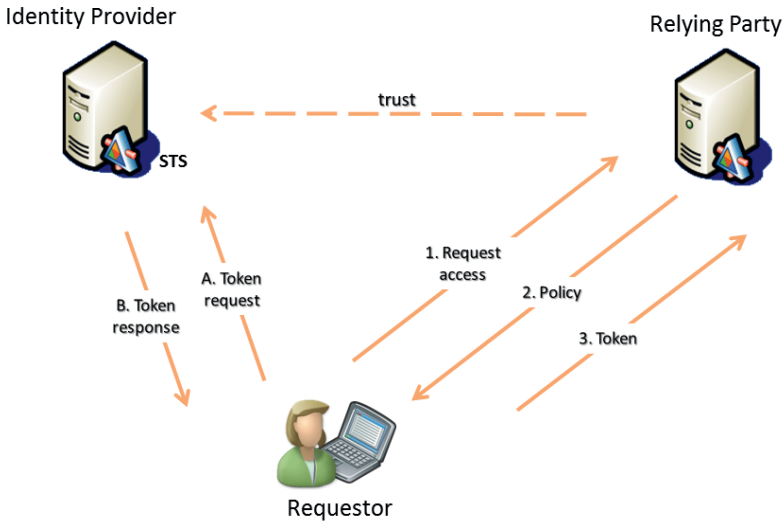 Identity Provider
Relying Party
trust
STS
1. Request
access
A. Token
request
2. Policy
B. Token
response
3. Token
Requestor